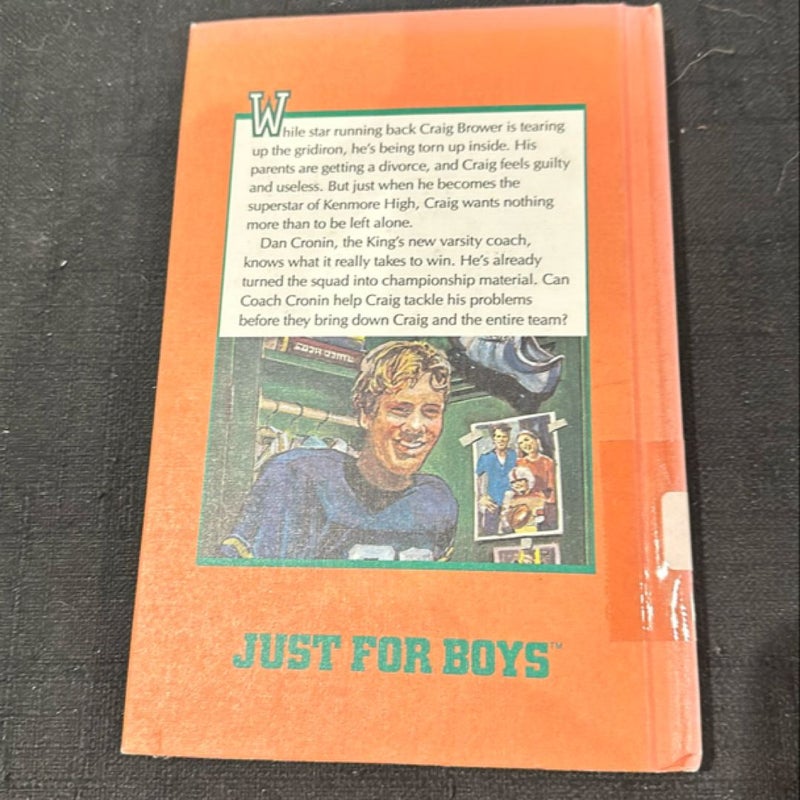 While star running back Craig Brower is tearing
up the gridiron, he's being torn up inside. His
parents are getting a divorce, and Craig feels guilty
and useless. But just when he becomes the
superstar of Kenmore High, Craig wants nothing
more than to be left alone.
Dan Cronin, the King's new varsity coach,
knows what it really takes to win. He's already
turned the squad into championship material. Can
Coach Cronin help Craig tackle his problems
before they bring down Craig and the entire team?
JUST FOR BOYS™